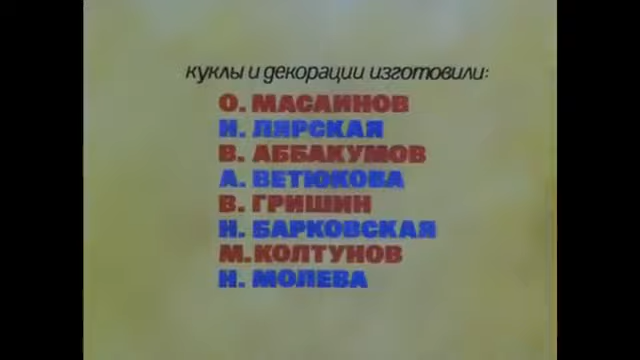 куклы и декорации изготовили:
О. МАСАИНОВ
Н. ЛЯРСКАЯ
В. АББАКУМОВ
А. ВЕТЮКОВА
В. ГРИШИН
Н. БАРКОВСКАЯ
М. КОЛТУНОВ
Н. МОЛЕВА